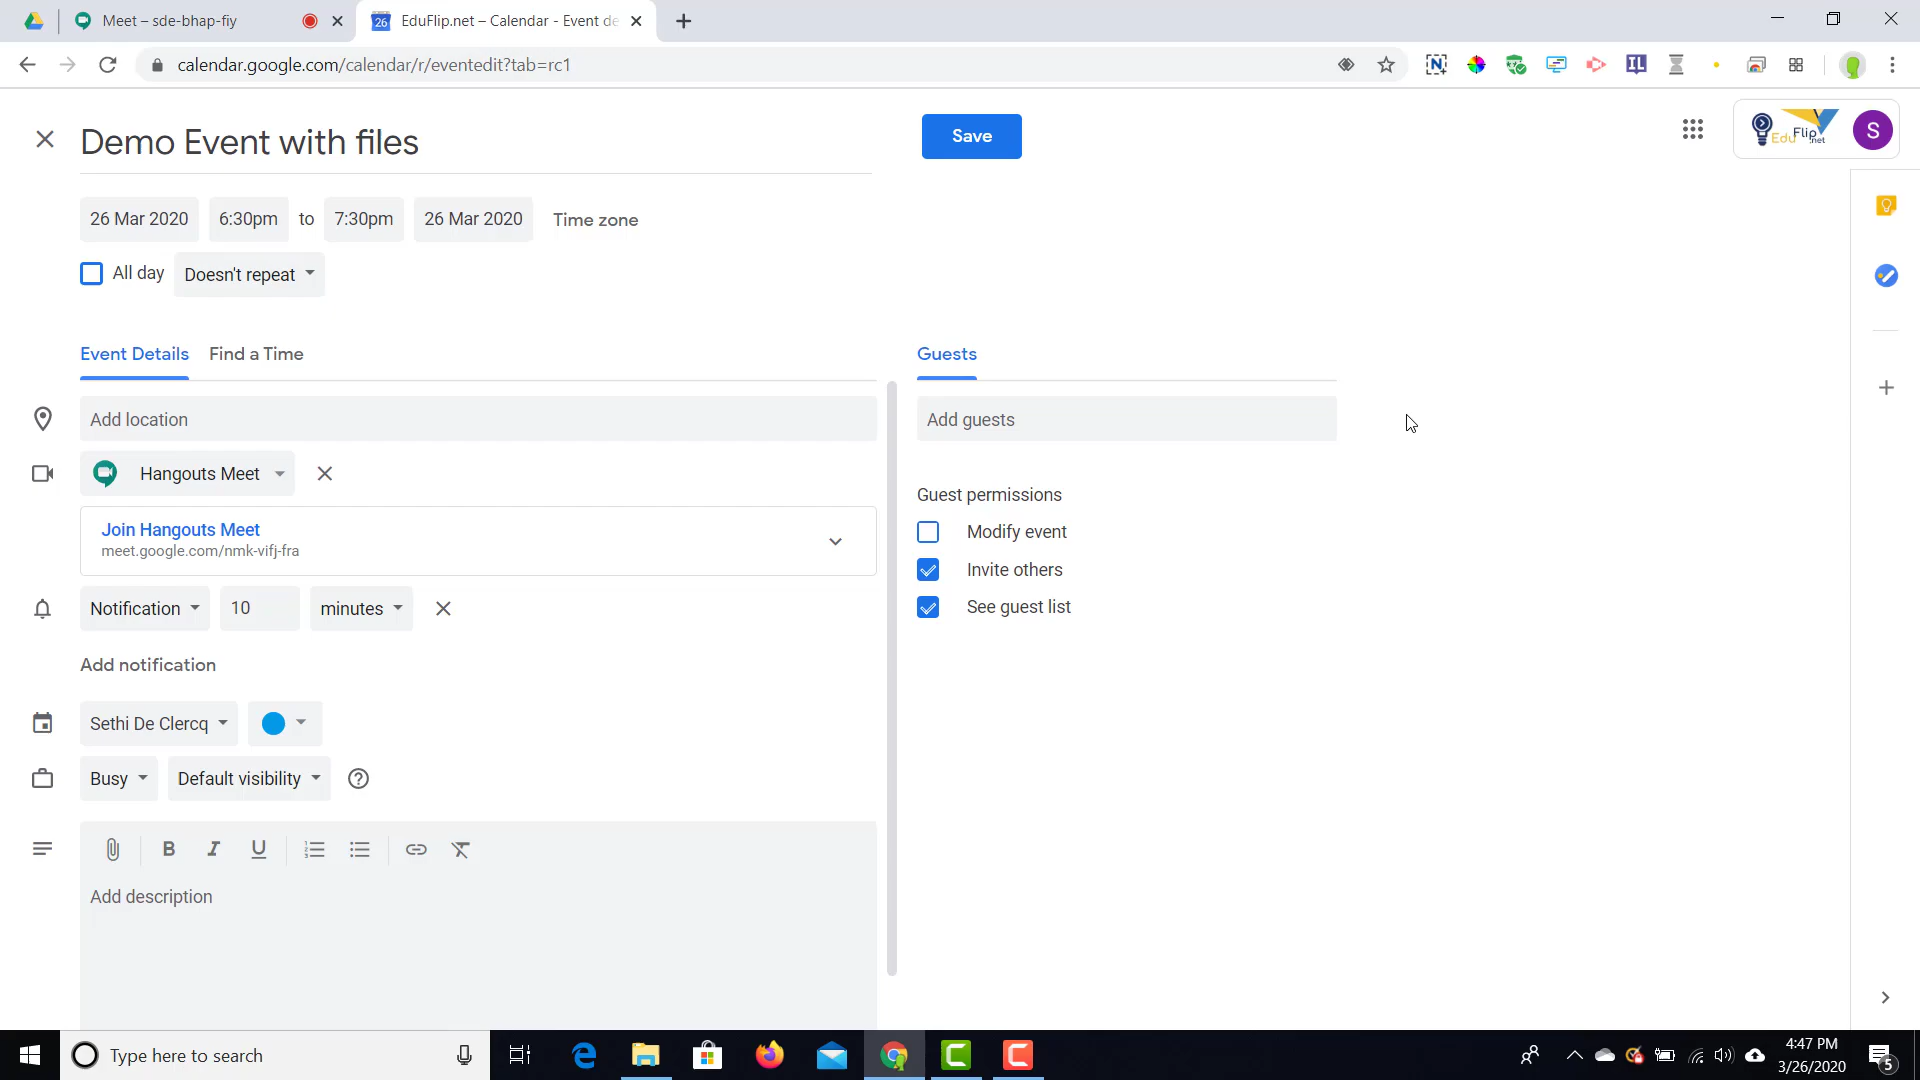 Meet – sde-bhap-fiy
26
EduFlip.net – Calendar - Event de
calendar.google.com/calendar/r/eventedit?tab=rc1
Demo Event with files
Save
EduFlip.net
S
26 Mar 2020 6:30pm to 7:30pm 26 Mar 2020 Time zone
All day Doesn't repeat
Event Details Find a Time
Guests
Add location
Add guests
Hangouts Meet
Guest permissions
Join Hangouts Meet
meet.google.com/nmk-vifj-fra
Modify event
Invite others
Notification 10 minutes
See guest list
Add notification
Sethi De Clercq
Busy Default visibility
B I U
Add description
Type here to search
4:47 PM
3/26/2020
5